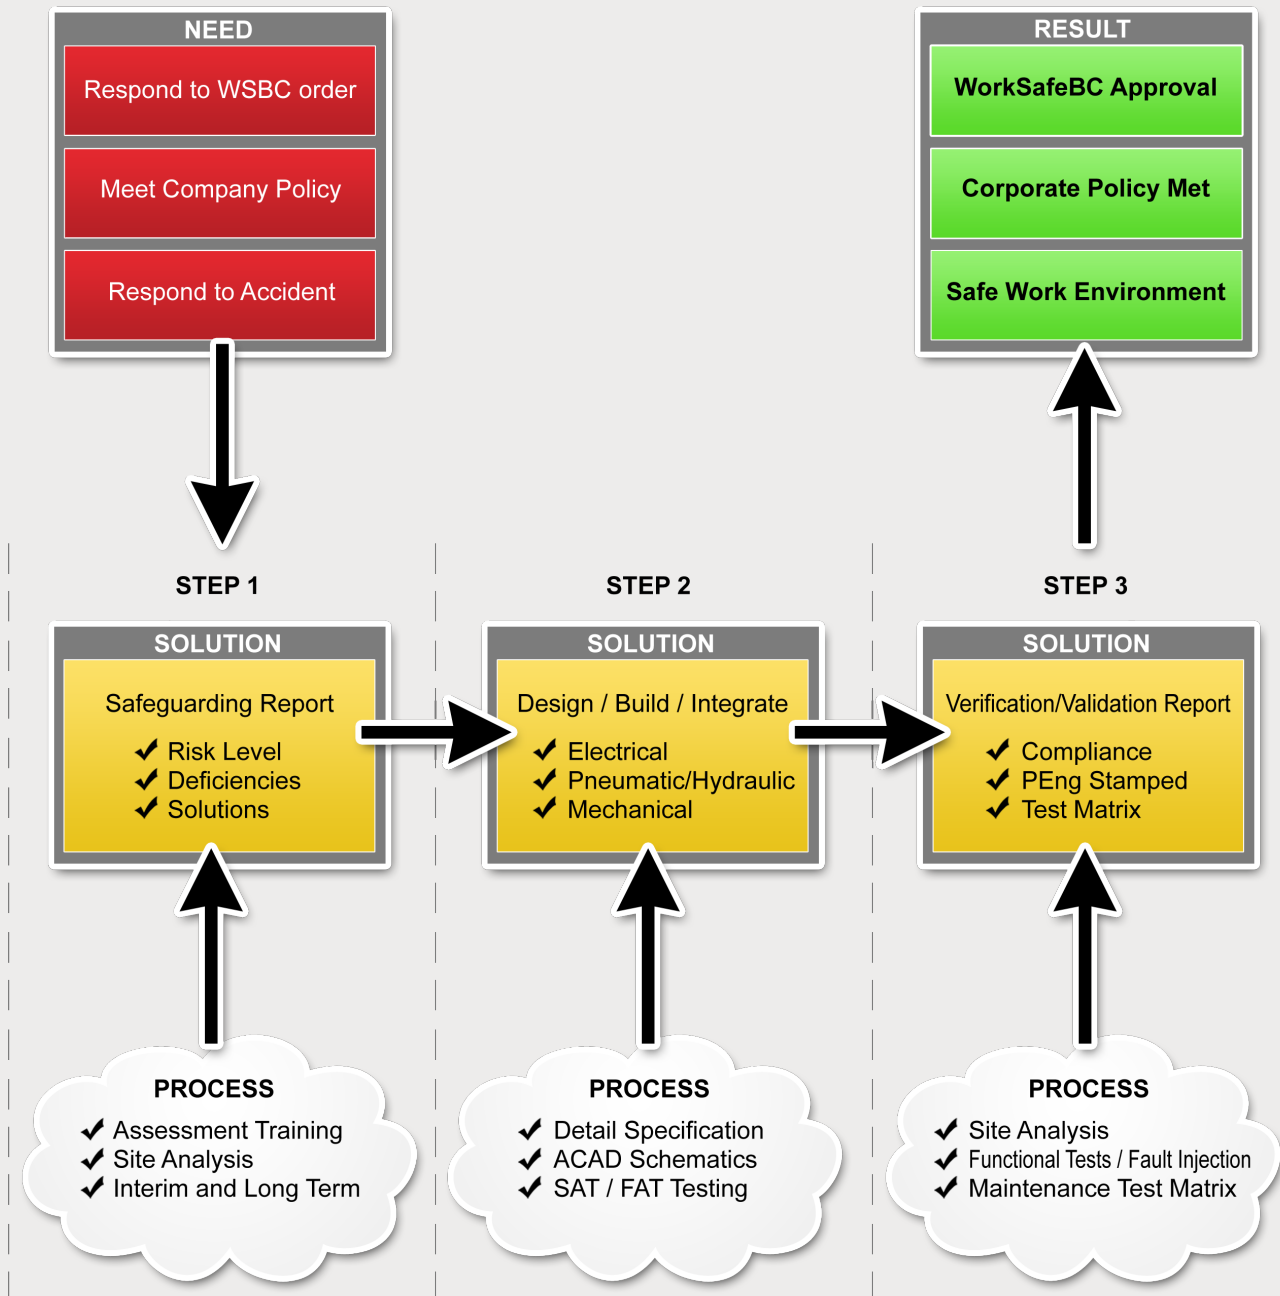 NEED
Respond to WSBC order
Meet Company Policy
Respond to Accident
RESULT
WorkSafeBC Approval
Corporate Policy Met
Safe Work Environment
STEP 1
SOLUTION
Safeguarding Report
Risk Level
Deficiencies
Solutions
PROCESS
Assessment Training
Site Analysis
Interim and Long Term
STEP 2
SOLUTION
Design / Build / Integrate
Electrical
Pneumatic/Hydraulic
Mechanical
PROCESS
Detail Specification
ACAD Schematics
SAT / FAT Testing
STEP 3
SOLUTION
Verification/Validation Report
Compliance
PEng Stamped
Test Matrix
PROCESS
Site Analysis
Functional Tests / Fault Injection
Maintenance Test Matrix